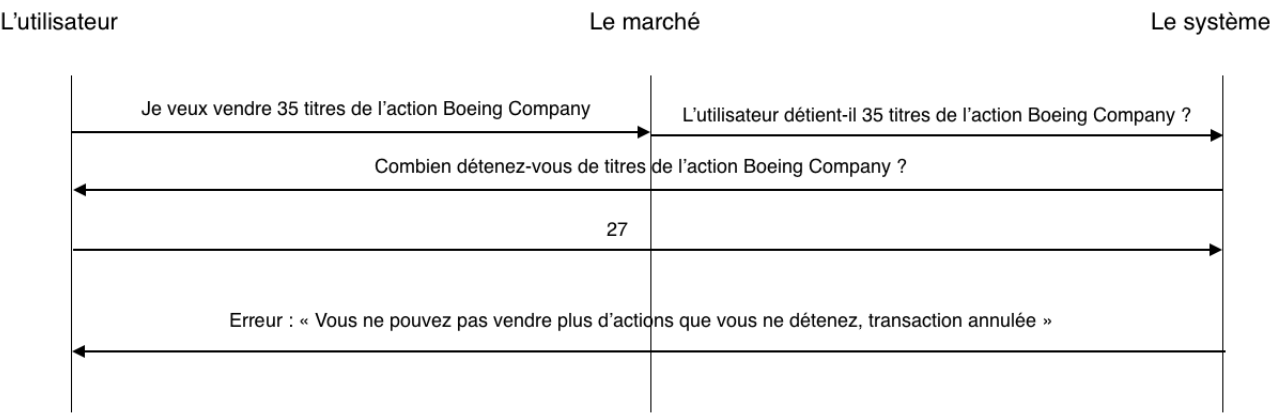 L’utilisateur
Le marché
Le système
Je veux vendre 35 titres de l’action Boeing Company
L’utilisateur détient-il 35 titres de l’action Boeing Company ?
Combien détenez-vous de titres de l’action Boeing Company ?
27
Erreur : « Vous ne pouvez pas vendre plus d’actions que vous ne détenez, transaction annulée »